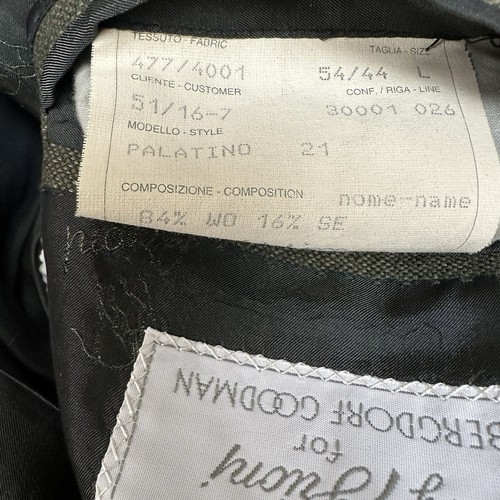 TESSUTO - FABRIC
TAGLIA - SIZE
477/4001
54/44 L
CLIENTE - CUSTOMER
CONF. / RIGA - LINE
51/16-7
30001 026
MODELLO - STYLE
PALATINO 21
COMPOSIZIONE - COMPOSITION
nome-name
84% WO 16% SE
BERGDORF GOODMAN
for